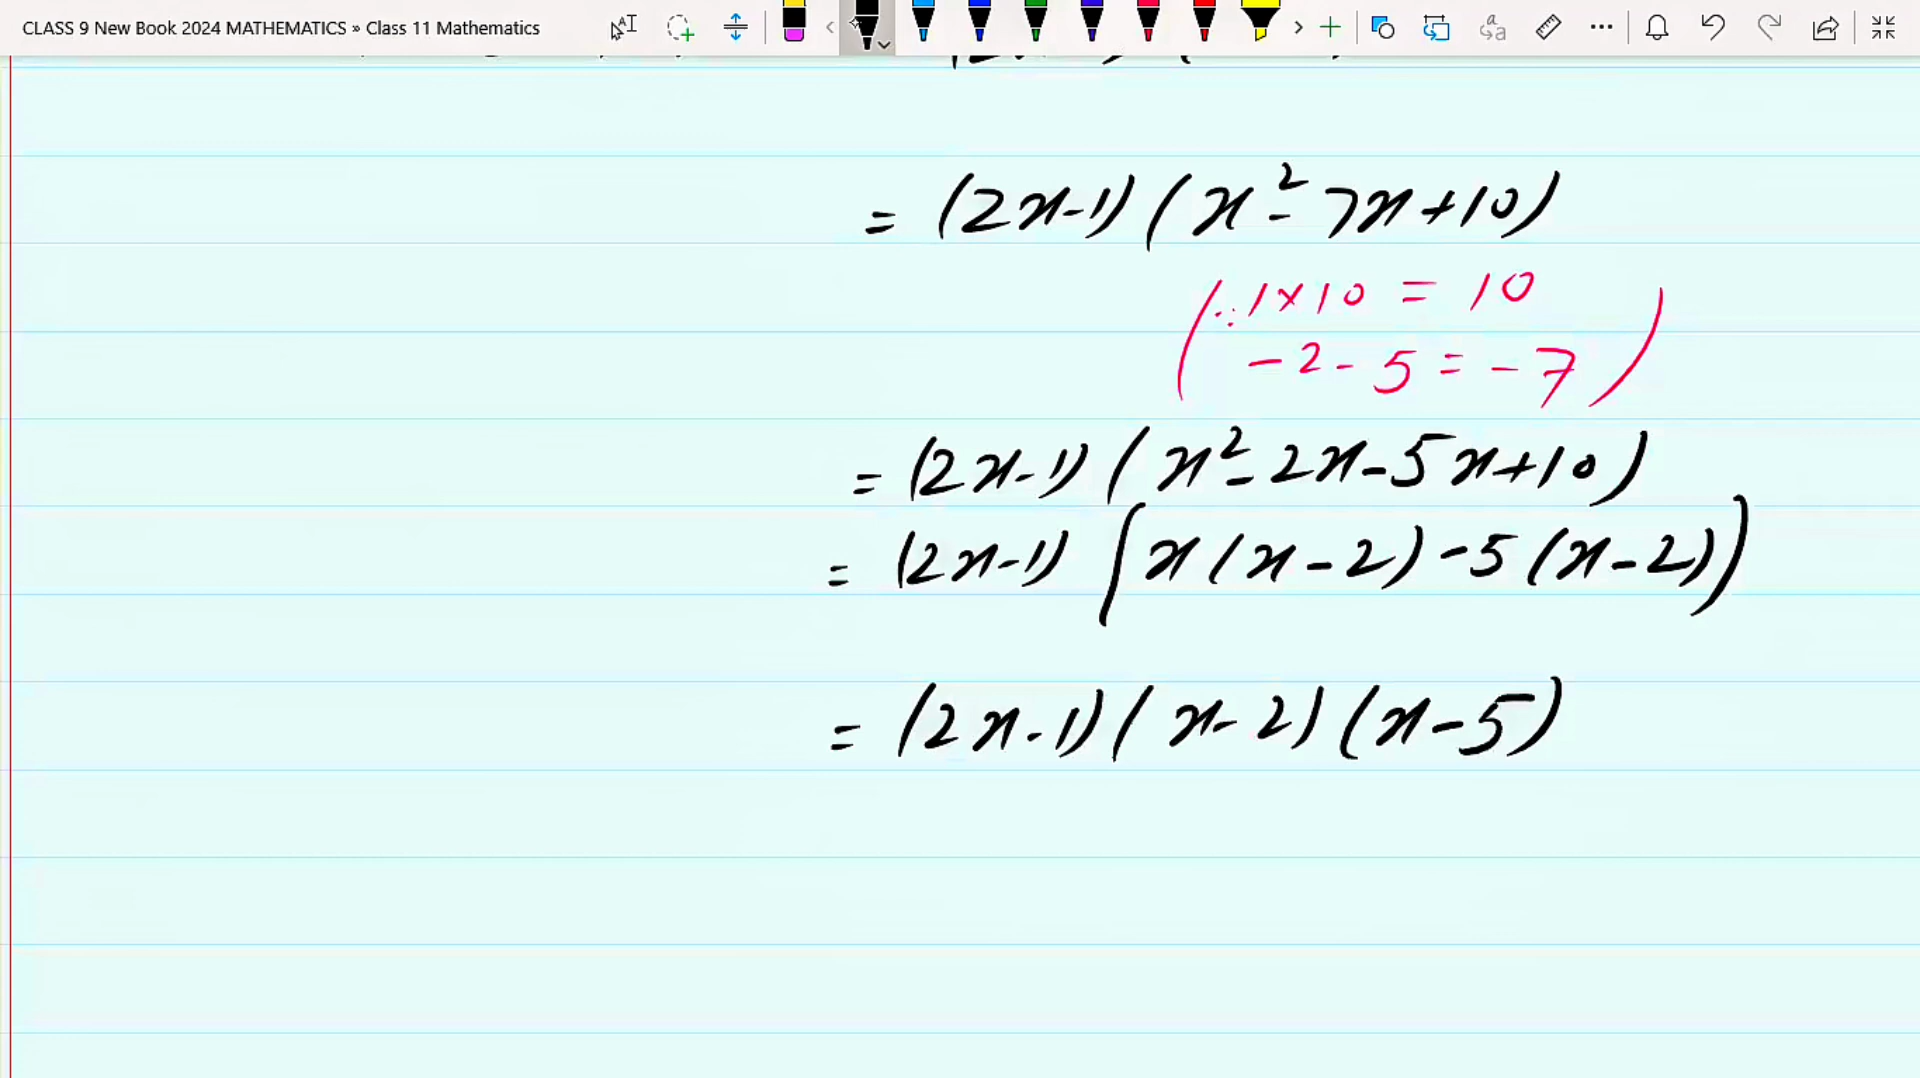 CLASS 9 New Book 2024 MATHEMATICS » Class 11 Mathematics
= (2x-1) (x² - 7x + 10)
(∵ 1×10 = 10
-2 - 5 = -7)
= (2x-1) (x² - 2x - 5x + 10)
= (2x-1) (x(x-2) - 5(x-2))
= (2x-1) (x-2) (x-5)